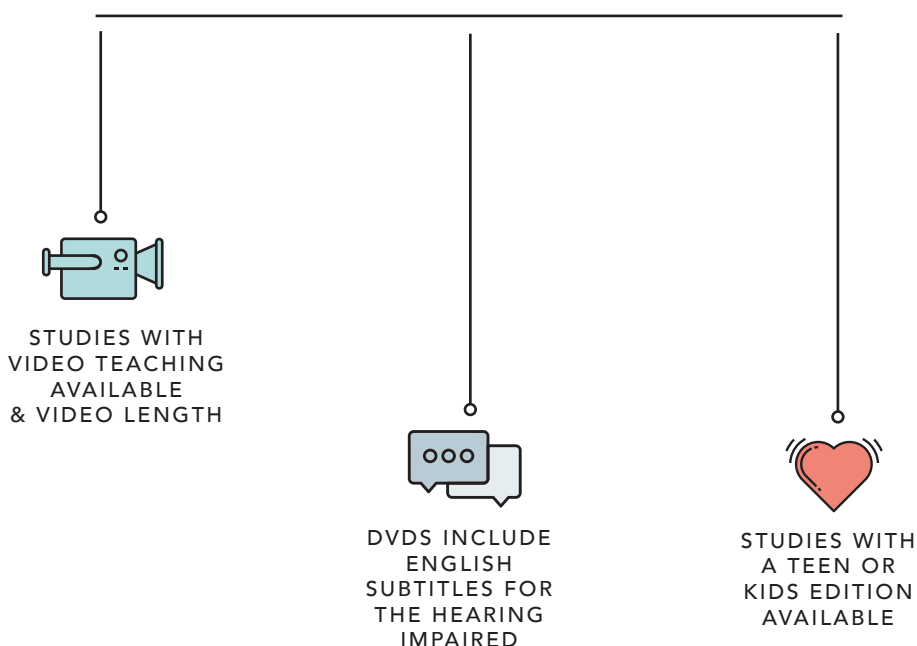 STUDIES WITH
VIDEO TEACHING
AVAILABLE
& VIDEO LENGTH
DVDS INCLUDE
ENGLISH
SUBTITLES FOR
THE HEARING
IMPAIRED
STUDIES WITH
A TEEN OR
KIDS EDITION
AVAILABLE